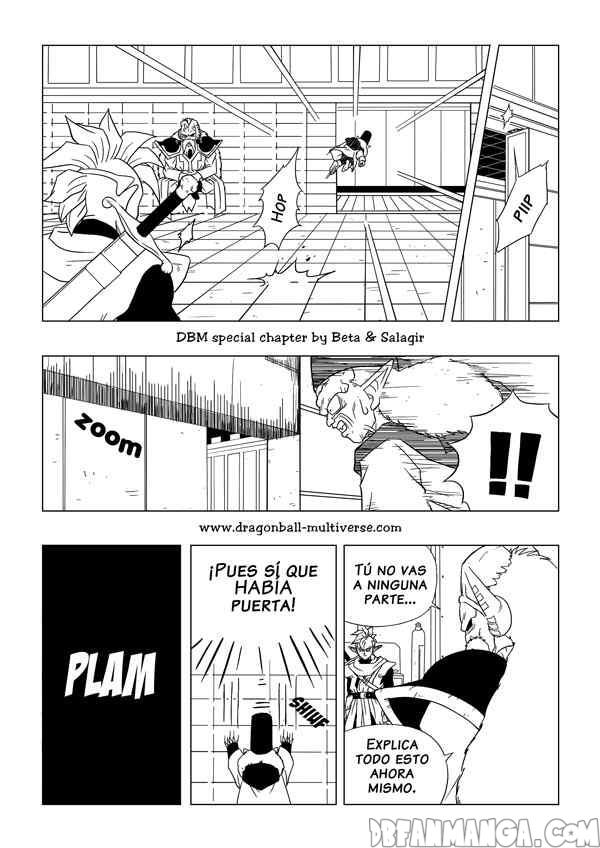 HOP
PIIP
DBM special chapter by Beta & Salagir
ZOOM
!!
www.dragonball-multiverse.com
PLAM
¡PUES SÍ QUE
HABÍA
PUERTA!
SHIUF
TÚ NO VAS
A NINGUNA
PARTE...
EXPLICA
TODO ESTO
AHORA
MISMO.
DBFANMANGA.COM